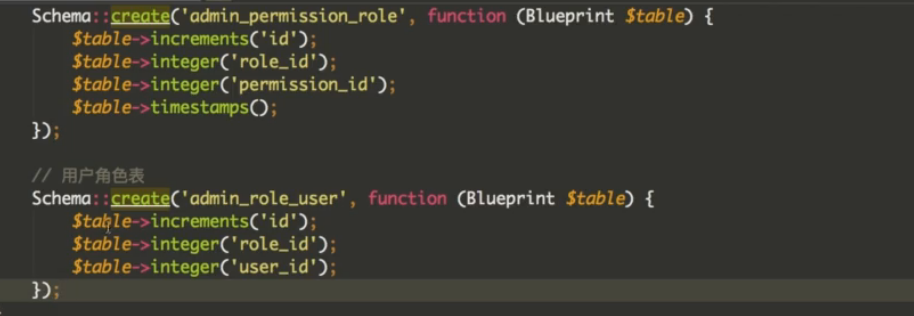 Schema::create('admin_permission_role', function (Blueprint $table) {
    $table->increments('id');
    $table->integer('role_id');
    $table->integer('permission_id');
    $table->timestamps();
});
// 用户角色表
Schema::create('admin_role_user', function (Blueprint $table) {
    $table->increments('id');
    $table->integer('role_id');
    $table->integer('user_id');
});